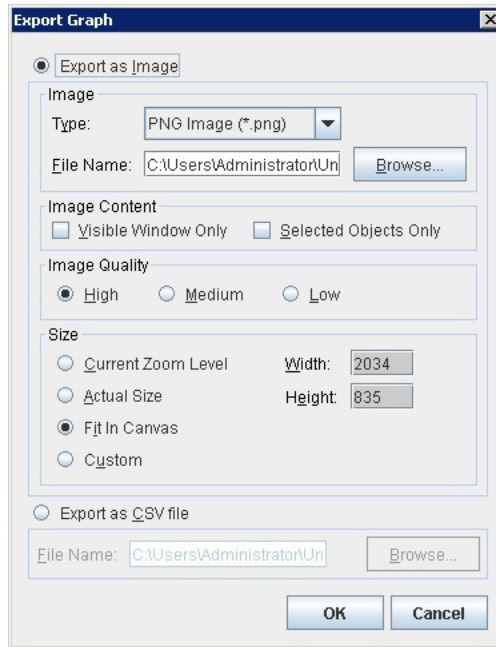 Export Graph
Export as Image
Image
Type: PNG Image (*.png)
File Name: C:\Users\Administrator\Un Browse...
Image Content
Visible Window Only Selected Objects Only
Image Quality
High Medium Low
Size
Current Zoom Level Width: 2034
Actual Size Height: 835
Fit In Canvas
Custom
Export as CSV file
File Name: C:\Users\Administrator\Un Browse...
OK Cancel